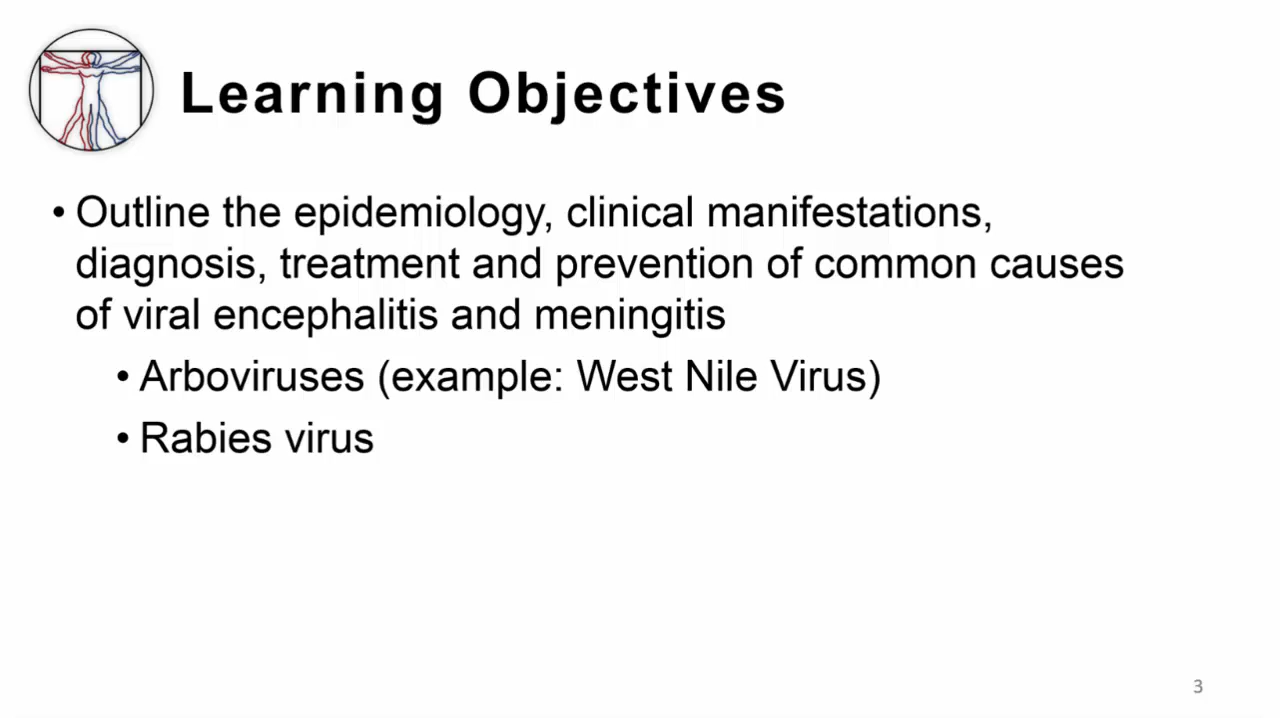 Learning Objectives
• Outline the epidemiology, clinical manifestations,
diagnosis, treatment and prevention of common causes
of viral encephalitis and meningitis
• Arboviruses (example: West Nile Virus)
• Rabies virus
3